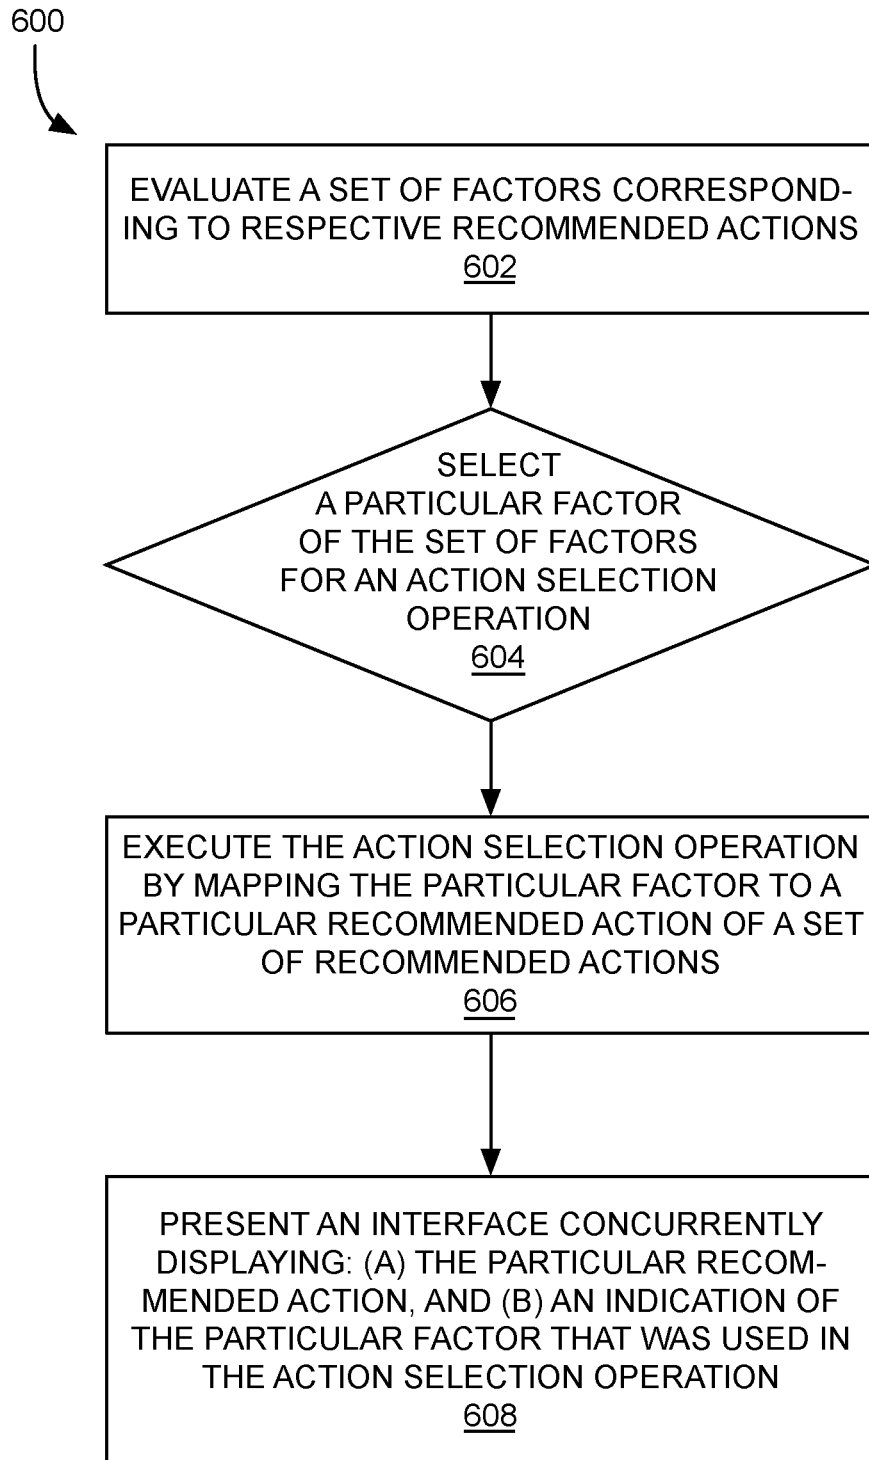 600
EVALUATE A SET OF FACTORS CORRESPOND-
ING TO RESPECTIVE RECOMMENDED ACTIONS
602
SELECT
A PARTICULAR FACTOR
OF THE SET OF FACTORS
FOR AN ACTION SELECTION
OPERATION
604
EXECUTE THE ACTION SELECTION OPERATION
BY MAPPING THE PARTICULAR FACTOR TO A
PARTICULAR RECOMMENDED ACTION OF A SET
OF RECOMMENDED ACTIONS
606
PRESENT AN INTERFACE CONCURRENTLY
DISPLAYING: (A) THE PARTICULAR RECOM-
MENDED ACTION, AND (B) AN INDICATION OF
THE PARTICULAR FACTOR THAT WAS USED IN
THE ACTION SELECTION OPERATION
608